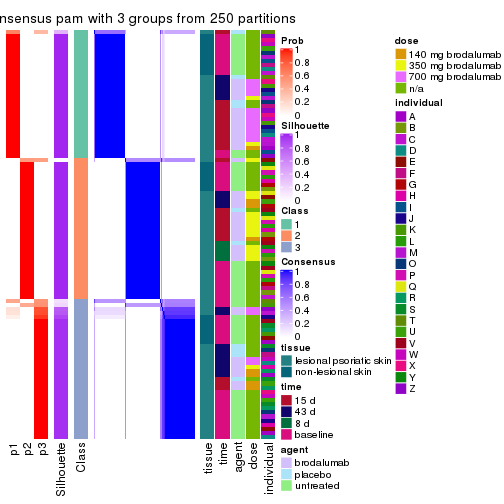 nsensus pam with 3 groups from 250 partitions
Prob
1
0.8
0.6
0.4
0.2
0
Silhouette
1
0.8
0.6
0.4
0.2
0
Class
1
2
3
Consensus
1
0.8
0.6
0.4
0.2
0
tissue
lesional psoriatic skin
non-lesional skin
time
15 d
43 d
8 d
baseline
agent
brodalumab
placebo
untreated
dose
140 mg brodalumab
350 mg brodalumab
700 mg brodalumab
n/a
individual
A
B
C
D
E
F
G
H
I
J
K
L
M
O
P
Q
R
S
T
U
V
W
X
Y
Z
p1
p2
p3
Silhouette
Class
tissue
time
agent
dose
individual